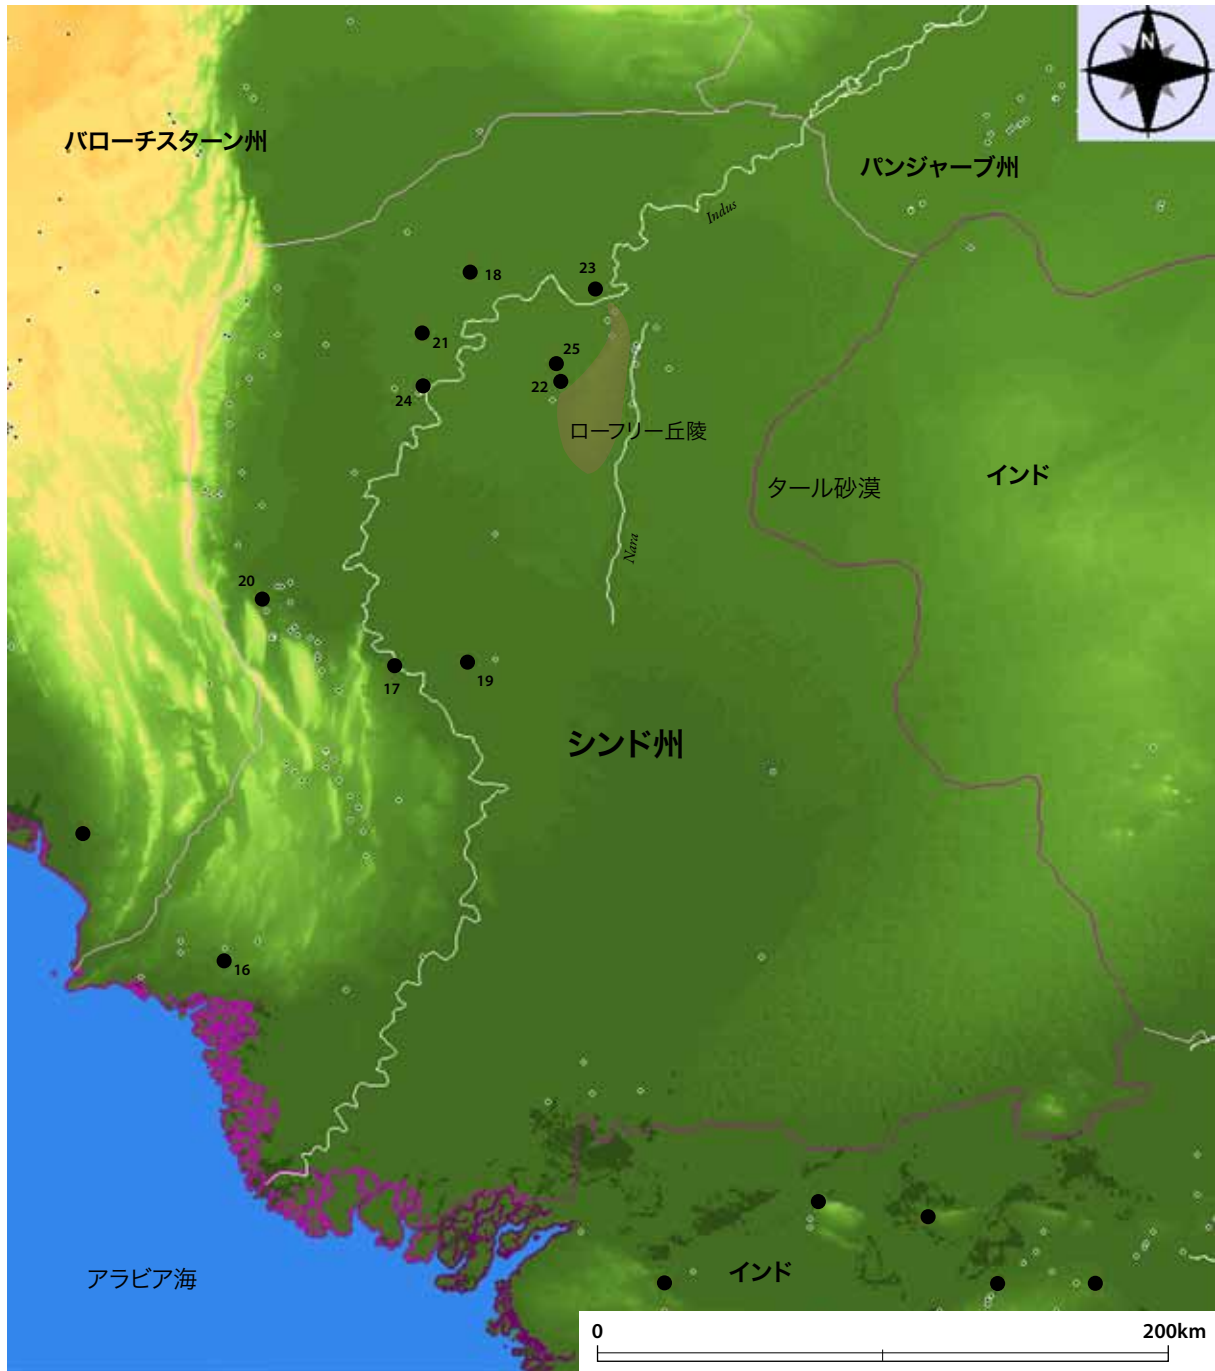 N
バローチスターン州
パンジャーブ州
Indus
18
23
21
25
22
24
ローフリー丘陵
インド
タール砂漠
Nara
20
17
19
シンド州
16
アラビア海
インド
0
200km